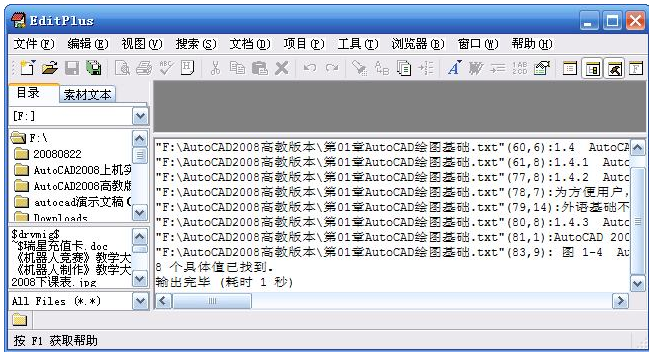 EditPlus
文件(F) 编辑(E) 视图(V) 搜索(S) 文档(D) 项目(P) 工具(T) 浏览器(B) 窗口(W) 帮助(H)
目录 素材文本
[F:]
F:\
20080822
AutoCAD2008上机实
AutoCAD2008高教版
autocad演示文稿
Downloads
$drvmig$
~$瑞星充值卡.doc
《机器人竞赛》教学大
《机器人制作》教学大
2008下课表.jpg
All Files (*.*)
"F:\AutoCAD2008高教版本\第01章AutoCAD绘图基础.txt"(60,6):1.4 AutoCA
"F:\AutoCAD2008高教版本\第01章AutoCAD绘图基础.txt"(61,8):1.4.1 Auto
"F:\AutoCAD2008高教版本\第01章AutoCAD绘图基础.txt"(77,8):1.4.2 Auto
"F:\AutoCAD2008高教版本\第01章AutoCAD绘图基础.txt"(78,7):为方便用户,
"F:\AutoCAD2008高教版本\第01章AutoCAD绘图基础.txt"(79,14):外语基础不
"F:\AutoCAD2008高教版本\第01章AutoCAD绘图基础.txt"(80,8):1.4.3 Auto
"F:\AutoCAD2008高教版本\第01章AutoCAD绘图基础.txt"(81,1):AutoCAD 200
"F:\AutoCAD2008高教版本\第01章AutoCAD绘图基础.txt"(83,9): 图 1-4 Au
8 个具体值已找到.
输出完毕 (耗时 1 秒)
按 F1 获取帮助